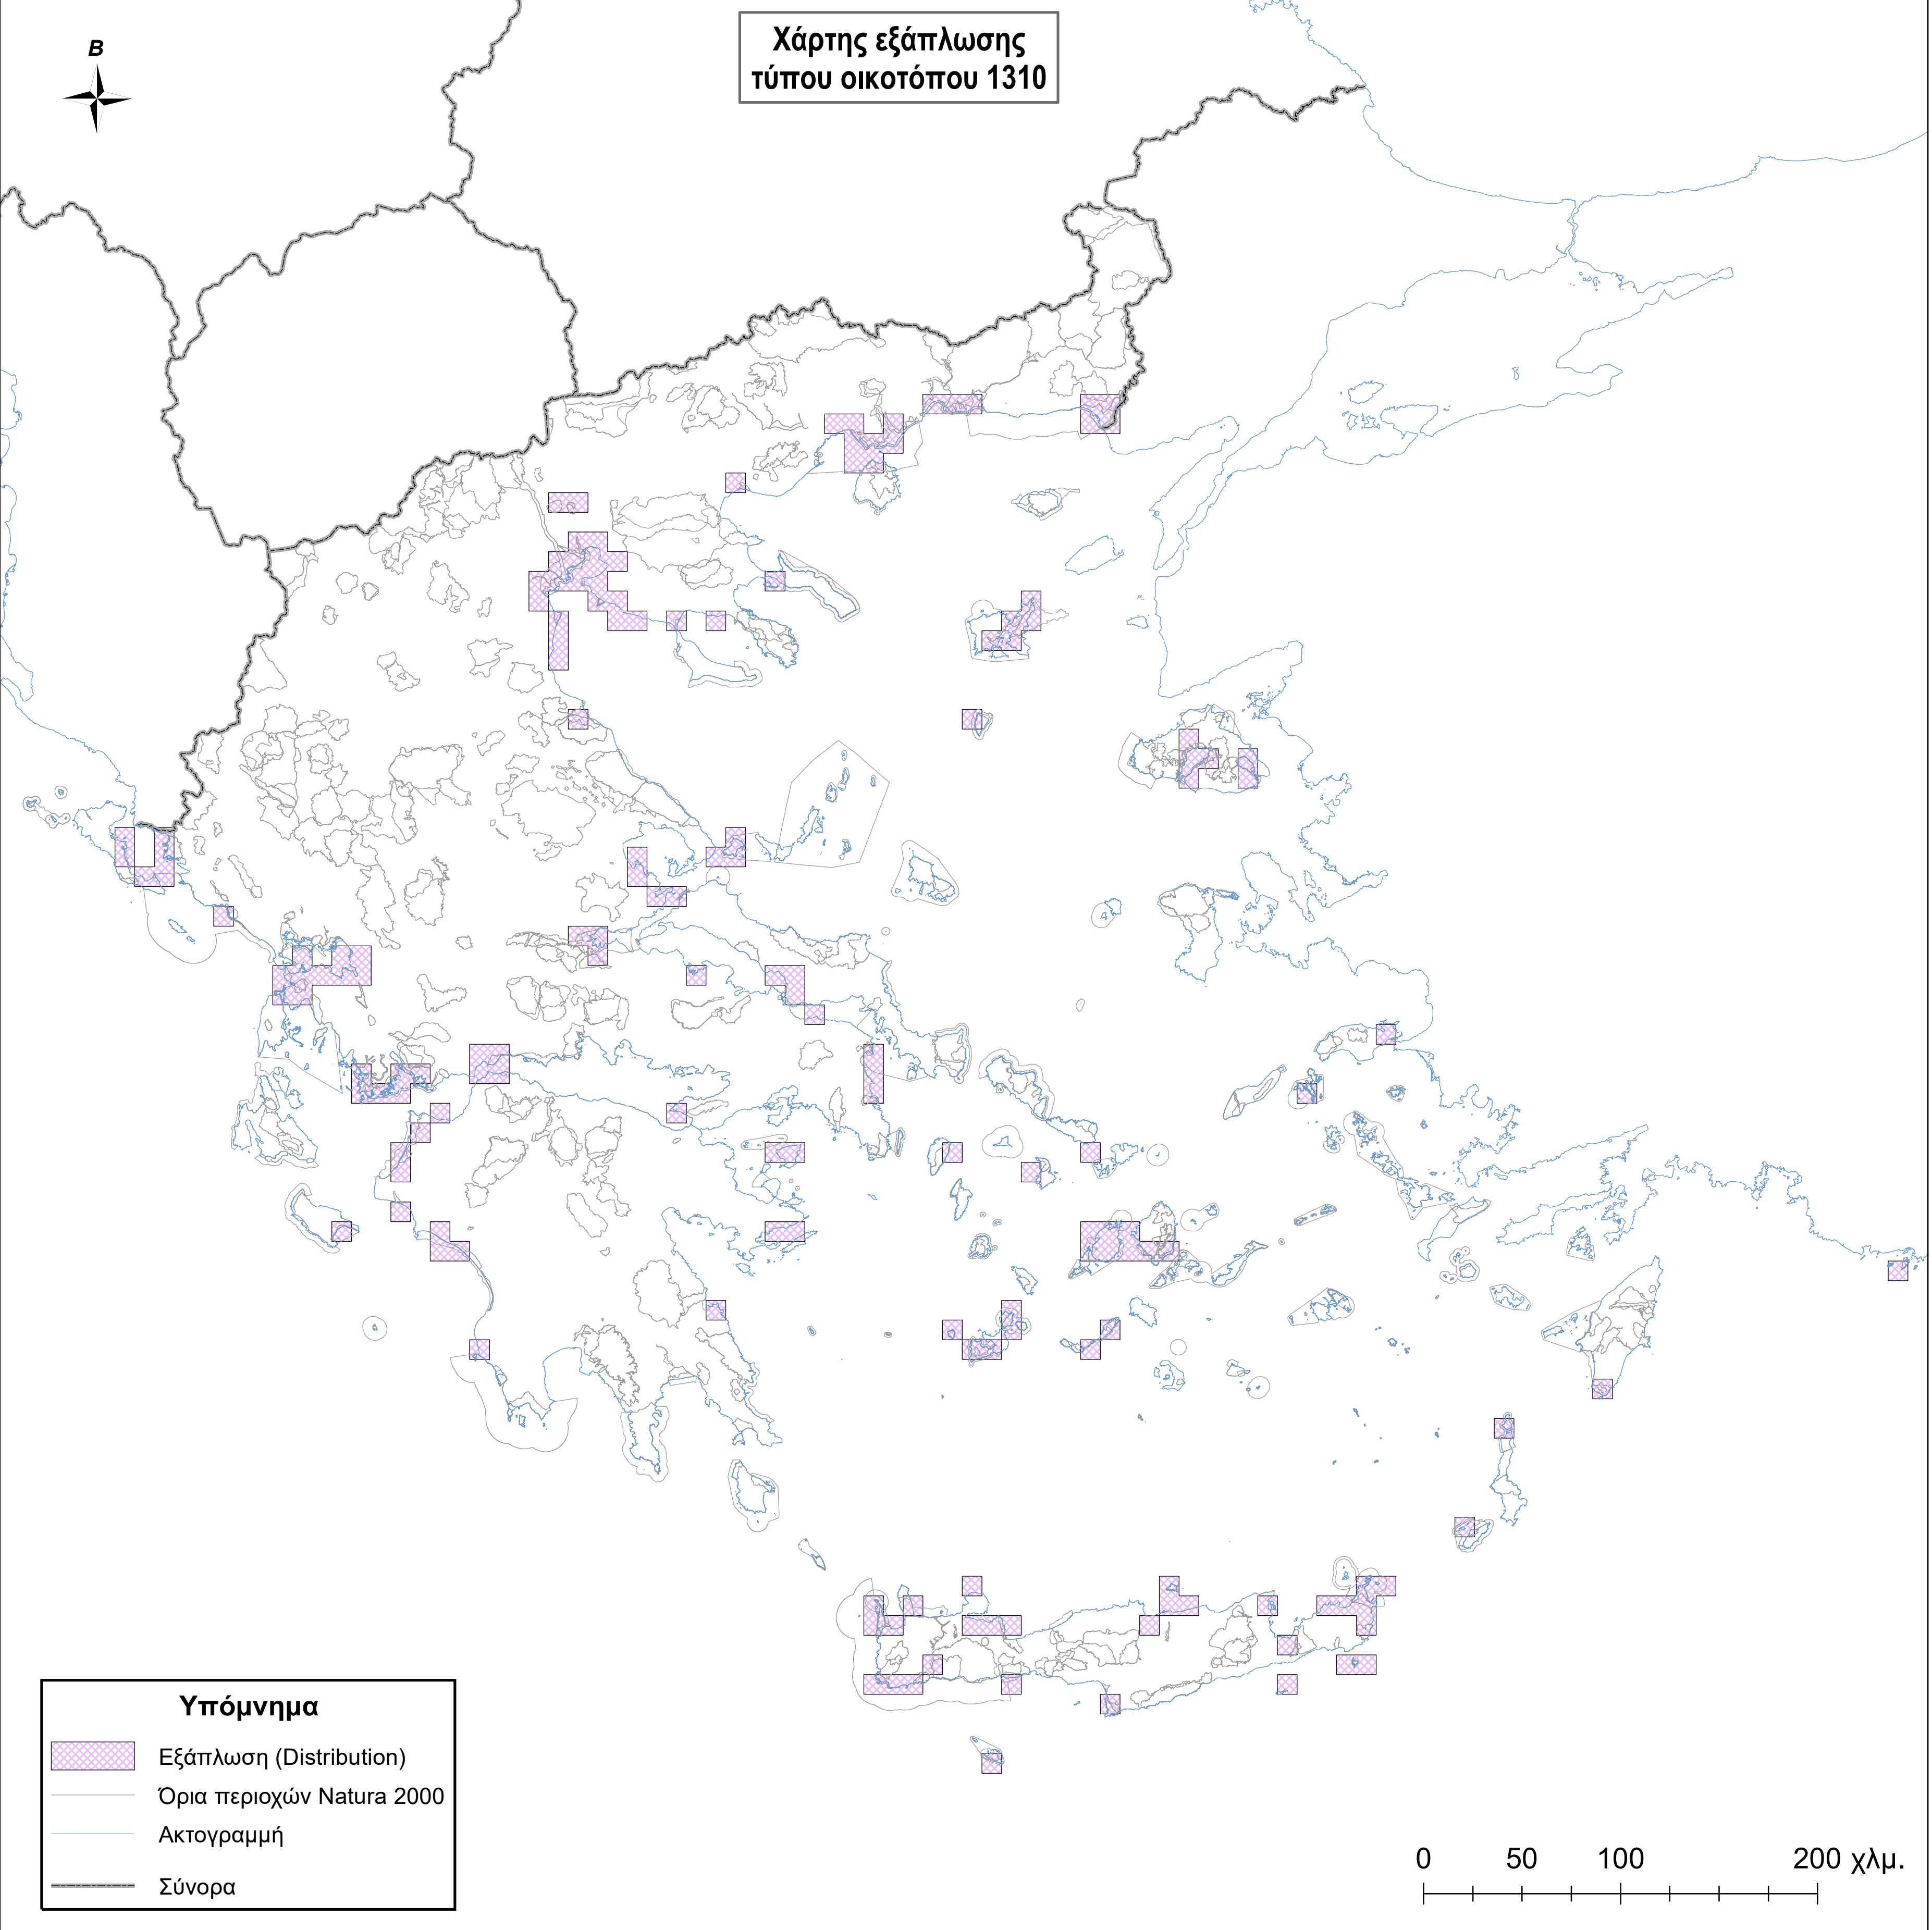 Χάρτης εξάπλωσης
τύπου οικοτόπου 1310
Β
Υπόμνημα
Εξάπλωση (Distribution)
Όρια περιοχών Natura 2000
Ακτογραμμή
Σύνορα
0 50 100 200 χλμ.